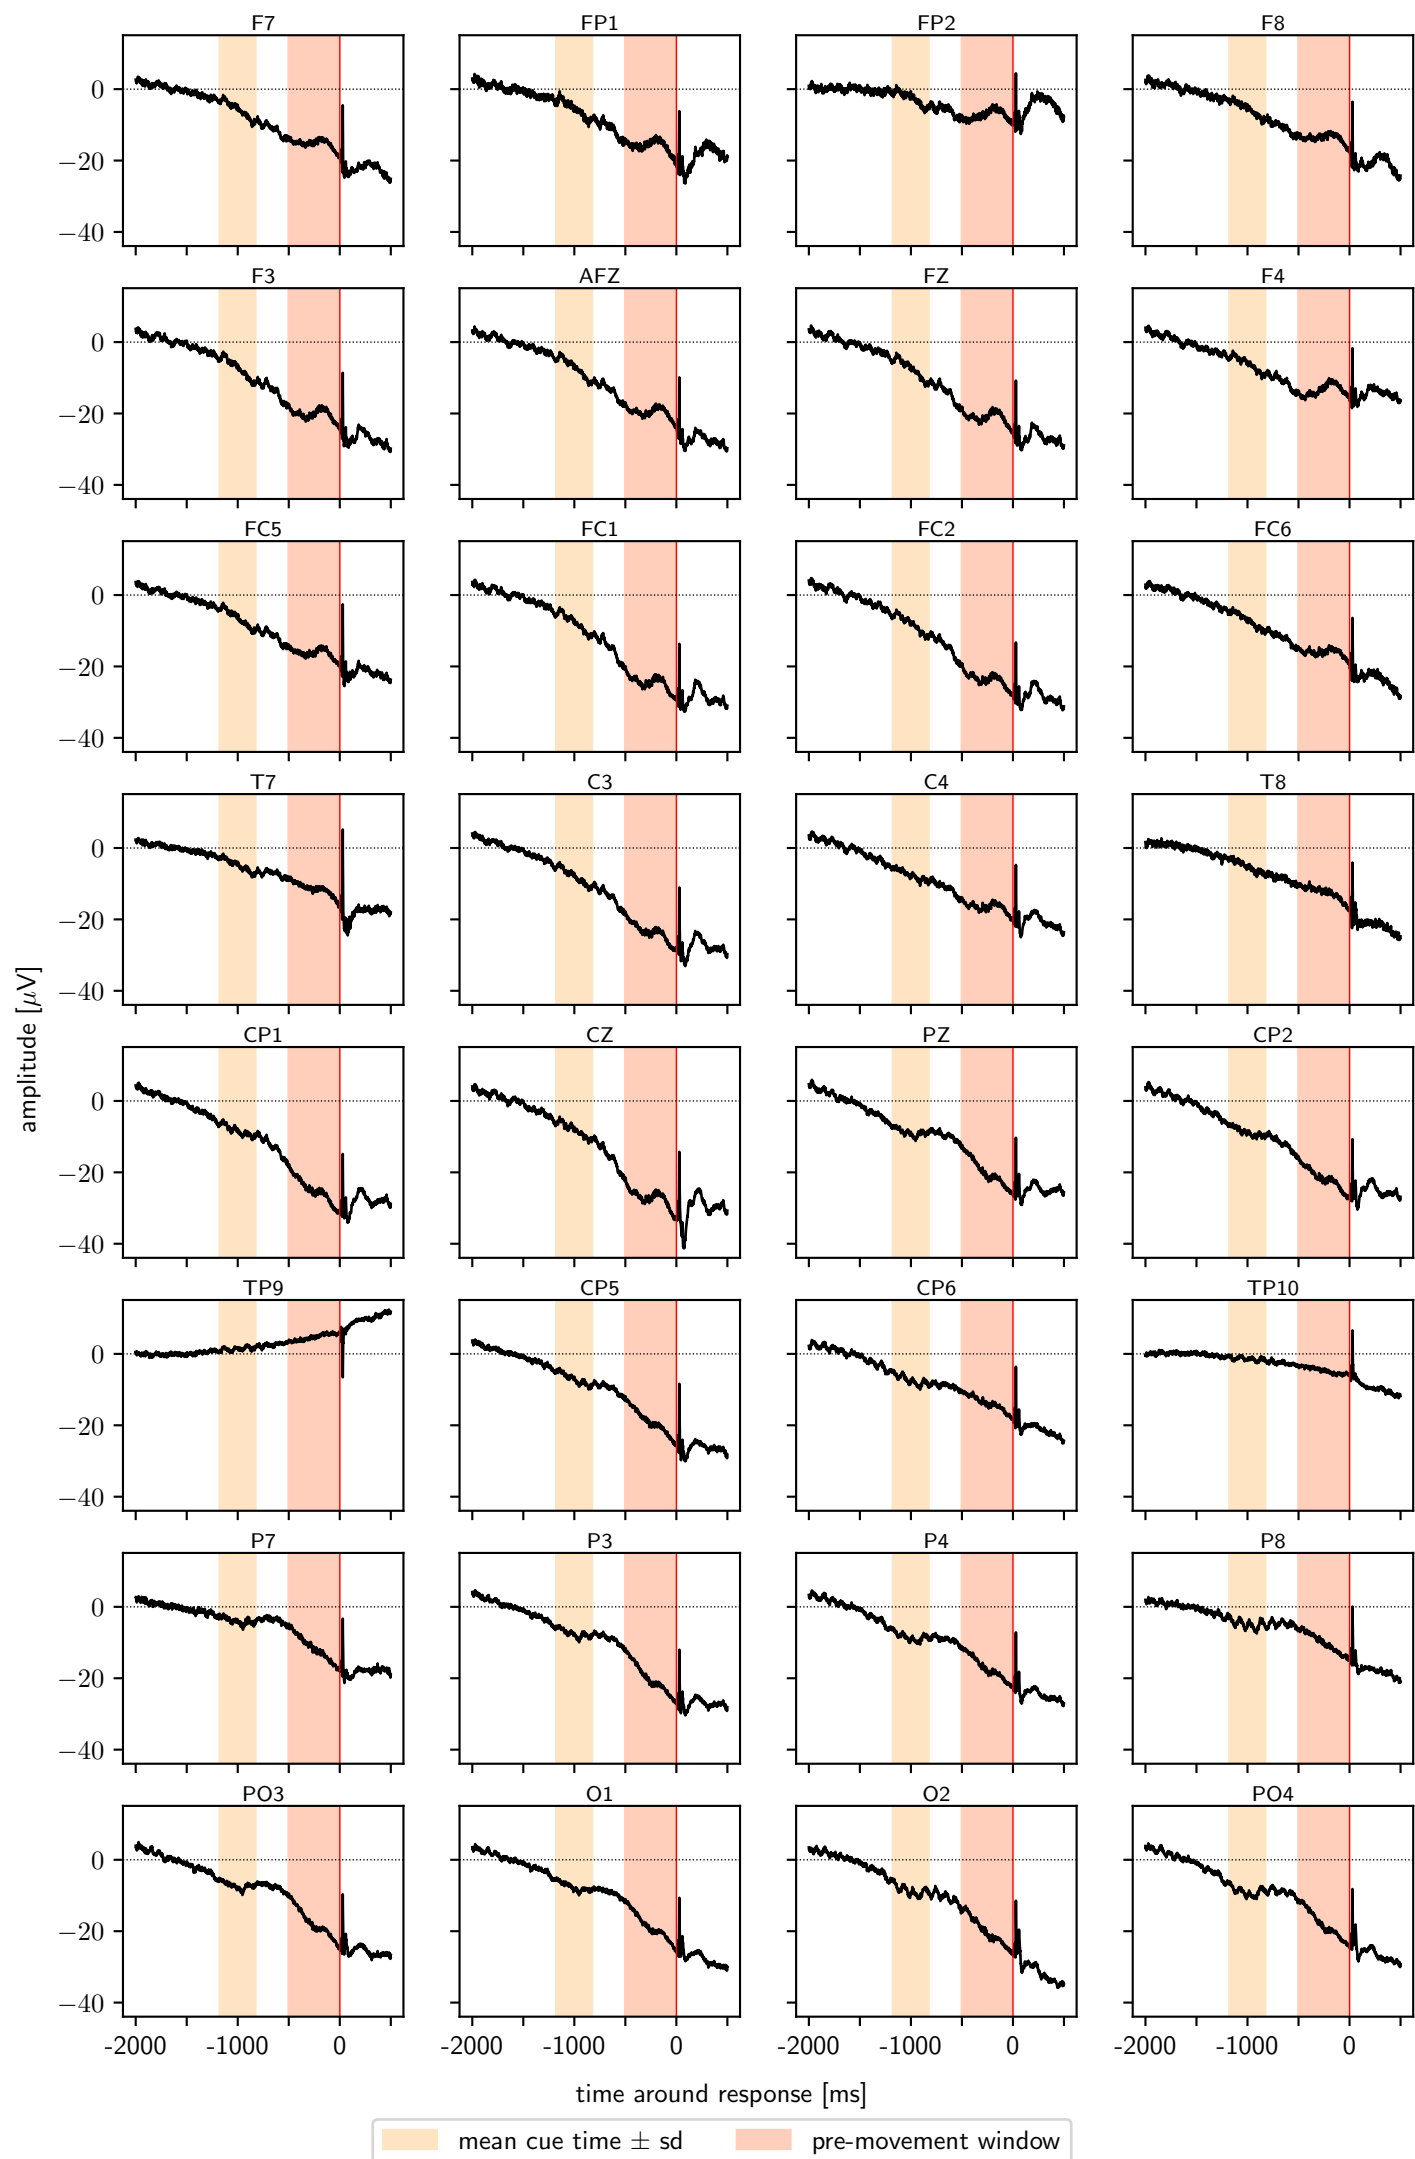 F7 FP1 FP2 F8
0
−20
−40
F3 AFZ FZ F4
0
−20
−40
FC5 FC1 FC2 FC6
0
−20
−40
T7 C3 C4 T8
0
−20
−40
amplitude [μV]
CP1 CZ PZ CP2
0
−20
−40
TP9 CP5 CP6 TP10
0
−20
−40
P7 P3 P4 P8
0
−20
−40
PO3 O1 O2 PO4
0
−20
−40
-2000 -1000 0 -2000 -1000 0 -2000 -1000 0 -2000 -1000 0
time around response [ms]
mean cue time ± sd pre-movement window